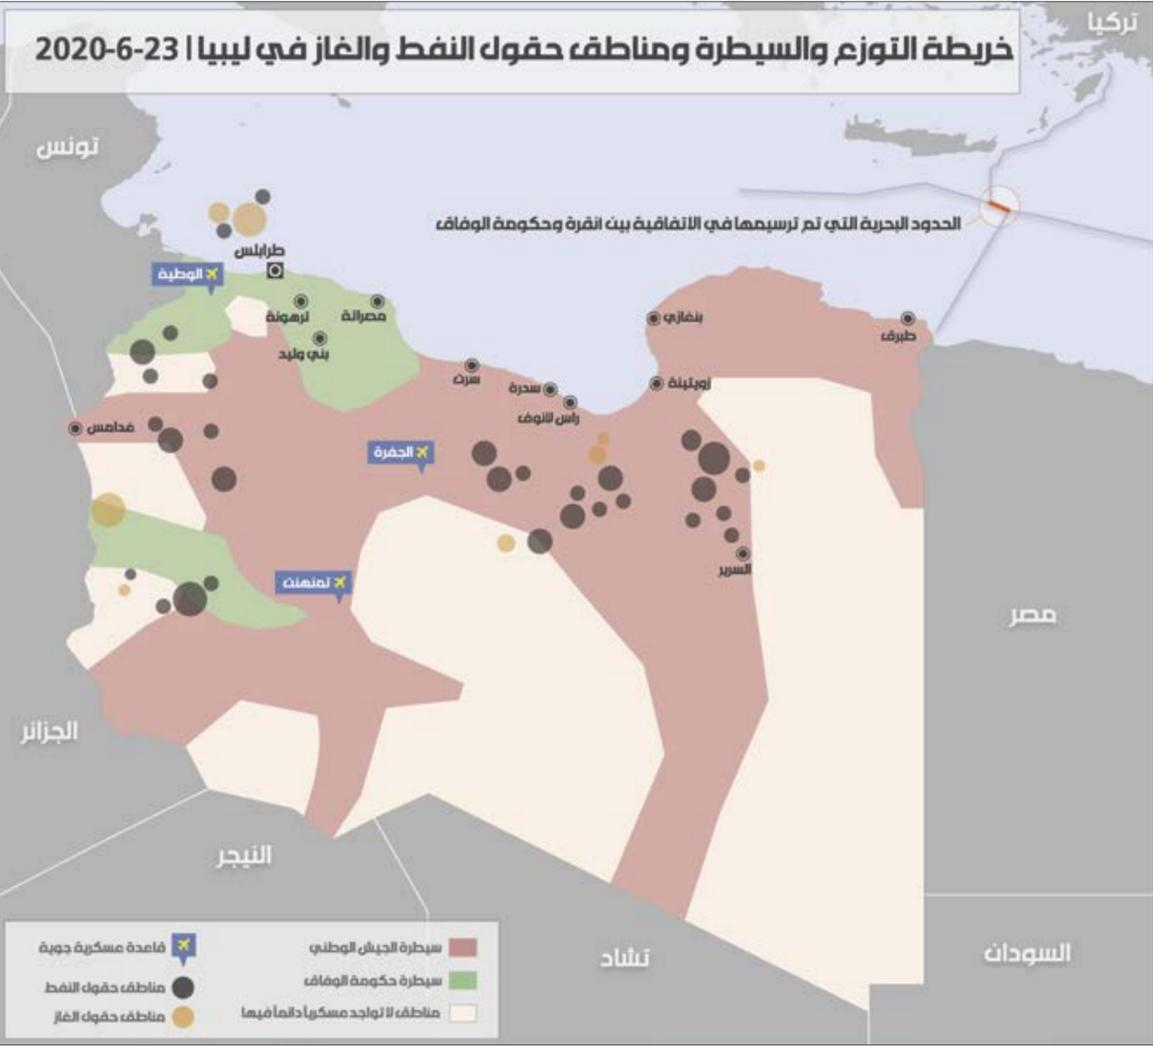 تركيا
خريطة التوزع والسيطرة ومناطق حقول النفط والغاز في ليبيا | 23-6-2020
تونس
الحدود البحرية التي تم ترسيمها في الاتفاقية بين انقرة وحكومة الوفاق
طرابلس
الوطية
ترهونة
مصراتة
بني وليد
بنغازي
طبرق
سرت
سدرة
زويتينة
راس لانوف
غدامس
الجفرة
السرير
تمنهنت
مصر
الجزائر
النيجر
تشاد
السودان
سيطرة الجيش الوطني
قاعدة عسكرية جوية
سيطرة حكومة الوفاق
مناطق حقول النفط
مناطق لا تواجد عسكرياً دائماً فيها
مناطق حقول الغاز